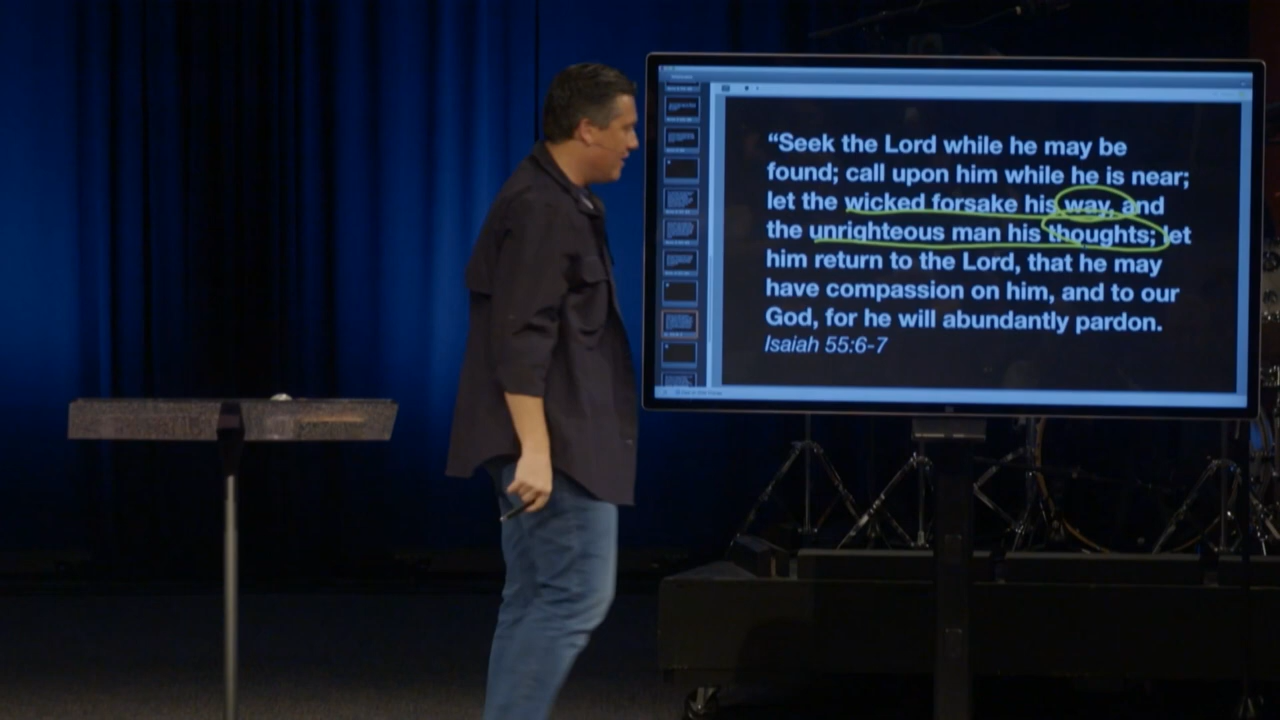 “Seek the Lord while he may be
found; call upon him while he is near;
let the wicked forsake his way, and
the unrighteous man his thoughts; let
him return to the Lord, that he may
have compassion on him, and to our
God, for he will abundantly pardon.
Isaiah 55:6-7